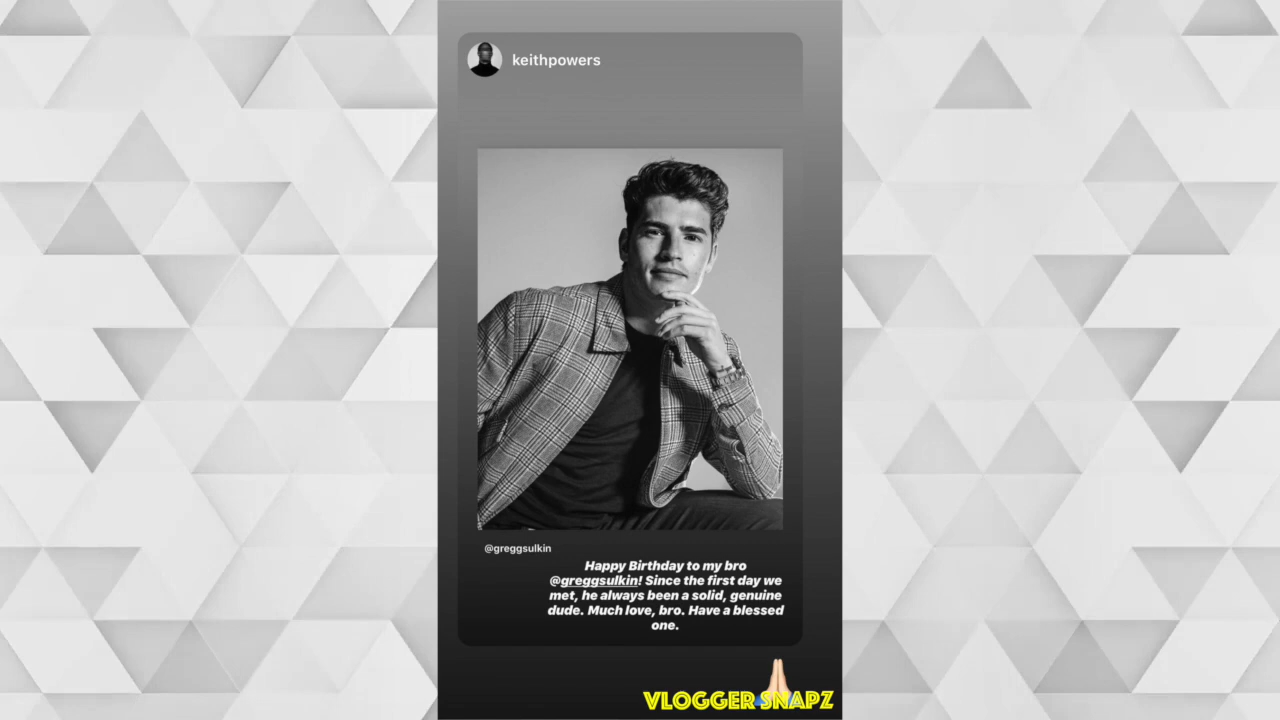 keithpowers
@greggsulkin
Happy Birthday to my bro
@greggsulkin! Since the first day we
met, he always been a solid, genuine
dude. Much love, bro. Have a blessed
one.
VLOGGER SNAPZ